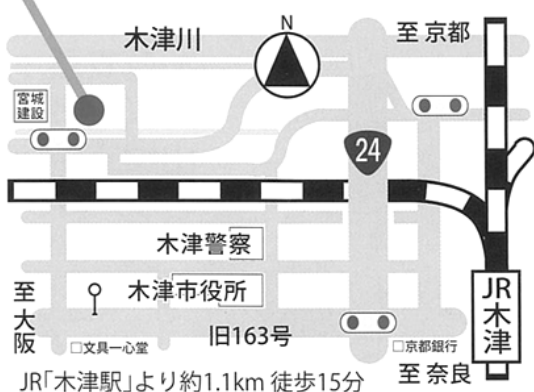 木津川
N
至 京都
宮城
建設
24
木津警察
木津市役所
至
大
阪
JR
木
津
旧163号
□文具一心堂
□京都銀行
至 奈良
JR「木津駅」より約1.1km 徒歩15分